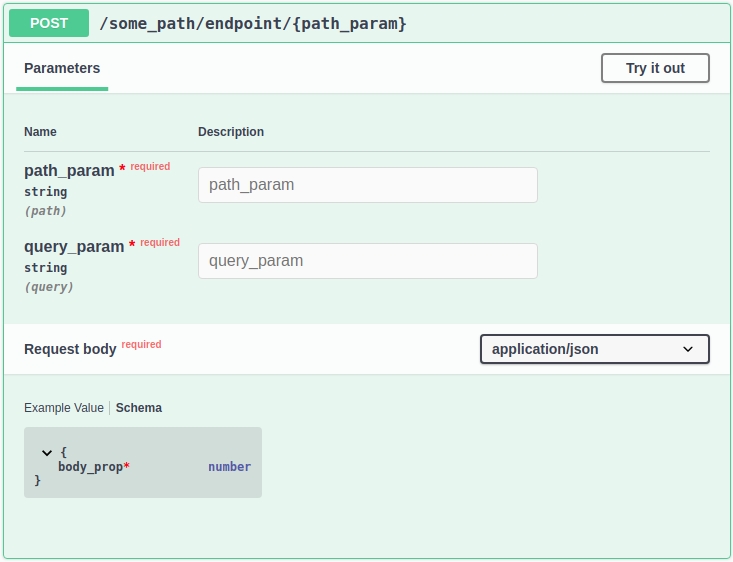 POST /some_path/endpoint/{path_param}
Parameters Try it out
Name Description
path_param * required
string
(path)
path_param
query_param * required
string
(query)
query_param
Request body required application/json
Example Value Schema
{
body_prop* number
}